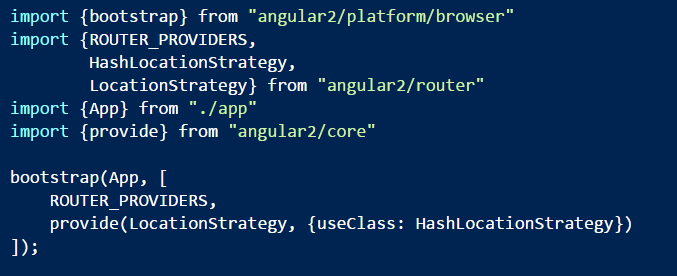 import {bootstrap} from "angular2/platform/browser"
import {ROUTER_PROVIDERS,
        HashLocationStrategy,
        LocationStrategy} from "angular2/router"
import {App} from "./app"
import {provide} from "angular2/core"

bootstrap(App, [
    ROUTER_PROVIDERS,
    provide(LocationStrategy, {useClass: HashLocationStrategy})
]);